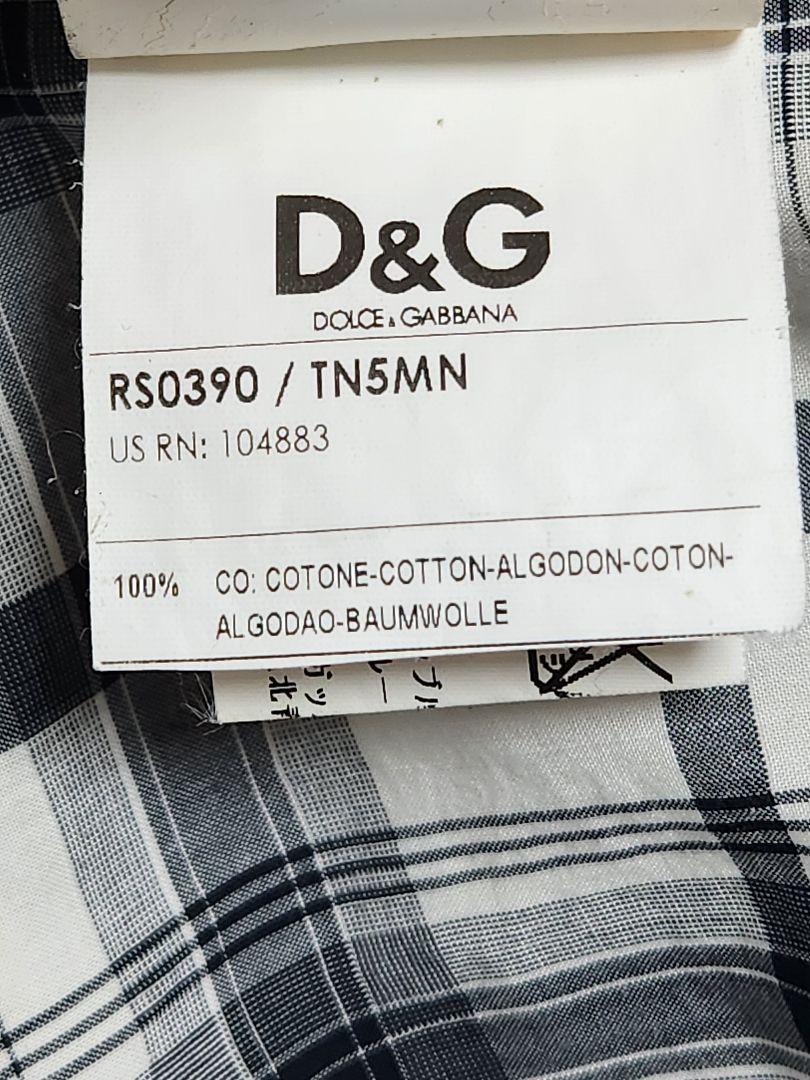 D&G
DOLCE & GABBANA
RS0390 / TN5MN
US RN: 104883
100% CO: COTONE-COTTON-ALGODON-COTON-
ALGODAO-BAUMWOLLE